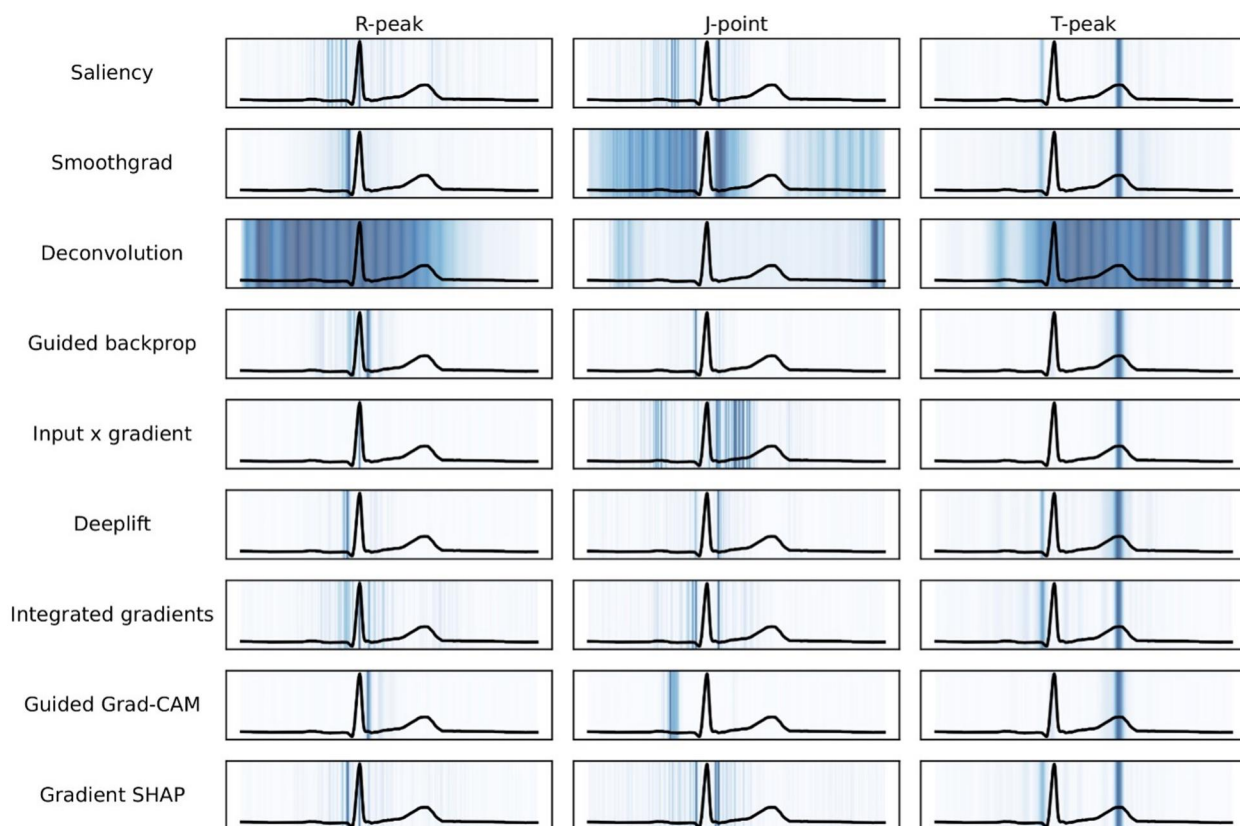 R-peak J-point T-peak
Saliency
Smoothgrad
Deconvolution
Guided backprop
Input x gradient
Deeplift
Integrated gradients
Guided Grad-CAM
Gradient SHAP